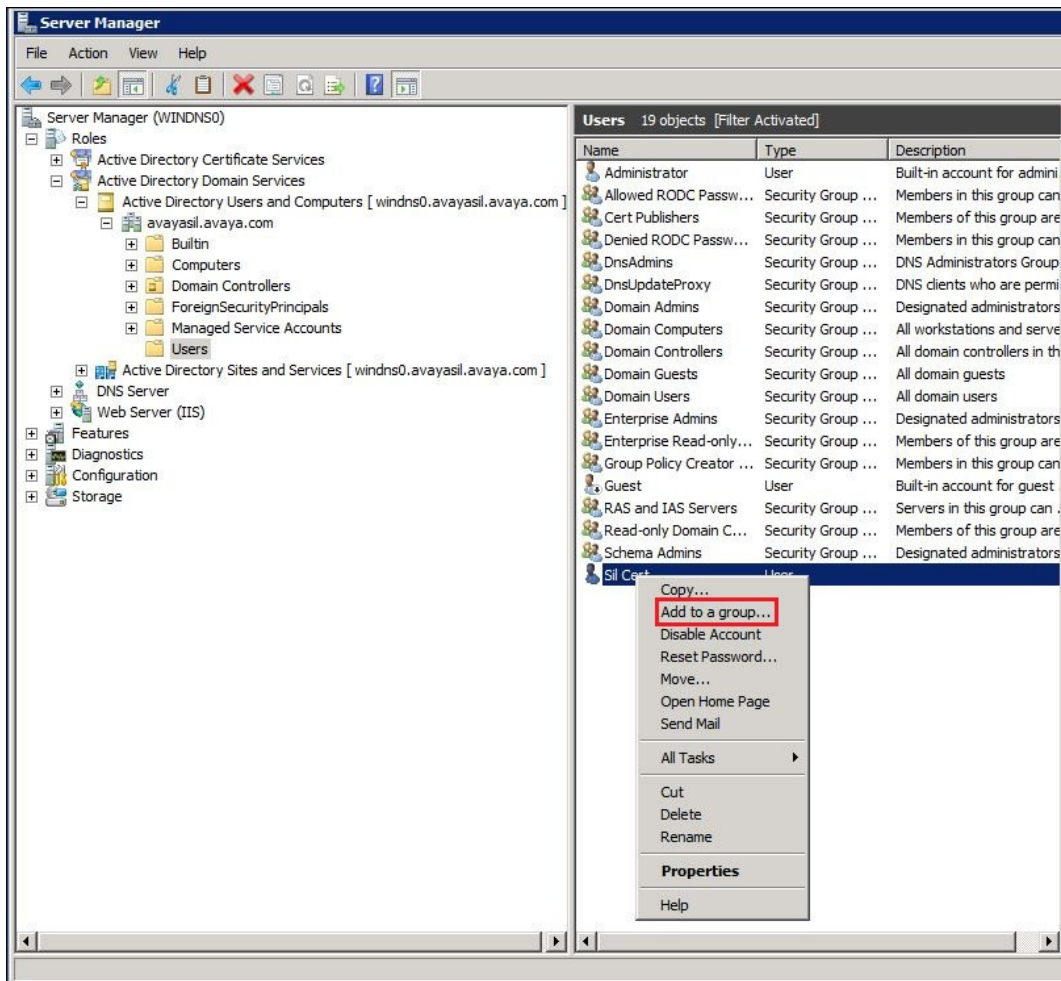 Server Manager
File Action View Help
Server Manager (WINDNS0)
Roles
Active Directory Certificate Services
Active Directory Domain Services
Active Directory Users and Computers [ windns0.avayasil.avaya.com ]
avayasil.avaya.com
Builtin
Computers
Domain Controllers
ForeignSecurityPrincipals
Managed Service Accounts
Users
Active Directory Sites and Services [ windns0.avayasil.avaya.com ]
DNS Server
Web Server (IIS)
Features
Diagnostics
Configuration
Storage
Users 19 objects [Filter Activated]
Name Type Description
Administrator User Built-in account for admini
Allowed RODC Passw... Security Group ... Members in this group can
Cert Publishers Security Group ... Members of this group are
Denied RODC Passw... Security Group ... Members in this group can
DnsAdmins Security Group ... DNS Administrators Group
DnsUpdateProxy Security Group ... DNS clients who are permi
Domain Admins Security Group ... Designated administrators
Domain Computers Security Group ... All workstations and serve
Domain Controllers Security Group ... All domain controllers in th
Domain Guests Security Group ... All domain guests
Domain Users Security Group ... All domain users
Enterprise Admins Security Group ... Designated administrators
Enterprise Read-only... Security Group ... Members of this group are
Group Policy Creator ... Security Group ... Members in this group can
Guest User Built-in account for guest
RAS and IAS Servers Security Group ... Servers in this group can .
Read-only Domain C... Security Group ... Members of this group are
Schema Admins Security Group ... Designated administrators
Sil Cert User
Copy...
Add to a group...
Disable Account
Reset Password...
Move...
Open Home Page
Send Mail
All Tasks
Cut
Delete
Rename
Properties
Help